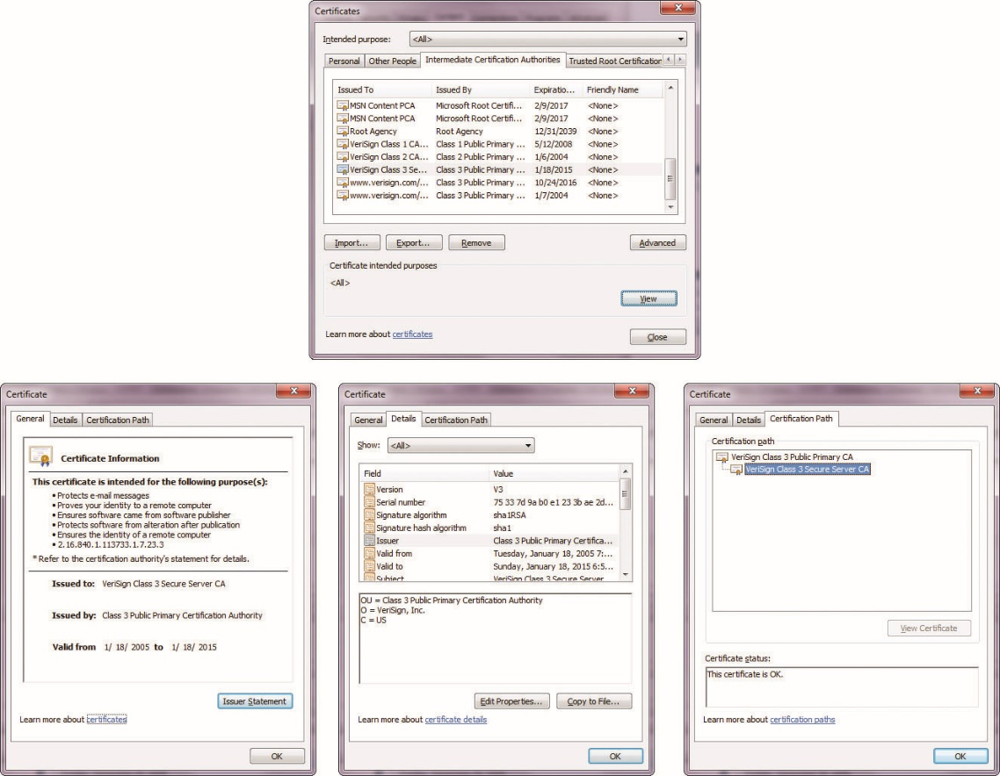 Certificates
Intended purpose: <All>
Personal Other People Intermediate Certification Authorities Trusted Root Certification
Issued To Issued By Expiratio... Friendly Name
MSN Content PCA Microsoft Root Certifi... 2/9/2017 <None>
MSN Content PCA Microsoft Root Certifi... 2/9/2017 <None>
Root Agency Root Agency 12/31/2039 <None>
VeriSign Class 1 CA... Class 1 Public Primary ... 5/12/2008 <None>
VeriSign Class 2 CA... Class 2 Public Primary ... 1/6/2004 <None>
VeriSign Class 3 Se... Class 3 Public Primary ... 1/18/2015 <None>
www.verisign.com/... Class 3 Public Primary ... 10/24/2016 <None>
www.verisign.com/... Class 3 Public Primary ... 1/7/2004 <None>
Import... Export... Remove Advanced
Certificate intended purposes
<All>
View
Learn more about certificates
Close
Certificate
General Details Certification Path
Certificate Information
This certificate is intended for the following purpose(s):
• Protects e-mail messages
• Proves your identity to a remote computer
• Ensures software came from software publisher
• Protects software from alteration after publication
• Ensures the identity of a remote computer
• 2.16.840.1.113733.1.7.23.3
* Refer to the certification authority's statement for details.
Issued to: VeriSign Class 3 Secure Server CA
Issued by: Class 3 Public Primary Certification Authority
Valid from 1/ 18/ 2005 to 1/ 18/ 2015
Issuer Statement
Learn more about certificates
OK
Certificate
General Details Certification Path
Show: <All>
Field Value
Version V3
Serial number 75 33 7d 9a b0 e1 23 3b ae 2d...
Signature algorithm sha1RSA
Signature hash algorithm sha1
Issuer Class 3 Public Primary Certifica...
Valid from Tuesday, January 18, 2005 7:...
Valid to Sunday, January 18, 2015 6:5...
Subject VeriSign Class 3 Secure Server
OU = Class 3 Public Primary Certification Authority
O = VeriSign, Inc.
C = US
Edit Properties... Copy to File...
Learn more about certificate details
OK
Certificate
General Details Certification Path
Certification path
VeriSign Class 3 Public Primary CA
VeriSign Class 3 Secure Server CA
View Certificate
Certificate status:
This certificate is OK.
Learn more about certification paths
OK